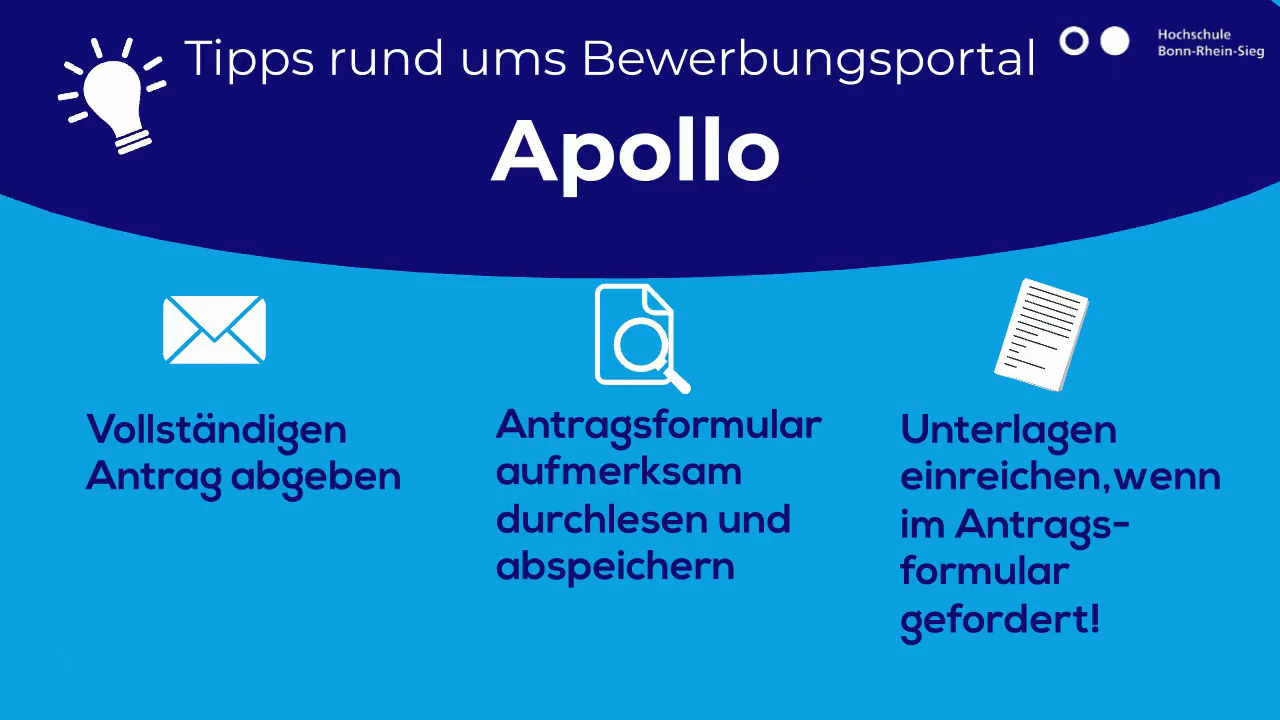 Tipps rund ums Bewerbungsportal
Hochschule
Bonn-Rhein-Sieg
Apollo
Vollständigen
Antrag abgeben
Antragsformular
aufmerksam
durchlesen und
abspeichern
Unterlagen
einreichen,wenn
im Antrags-
formular
gefordert!